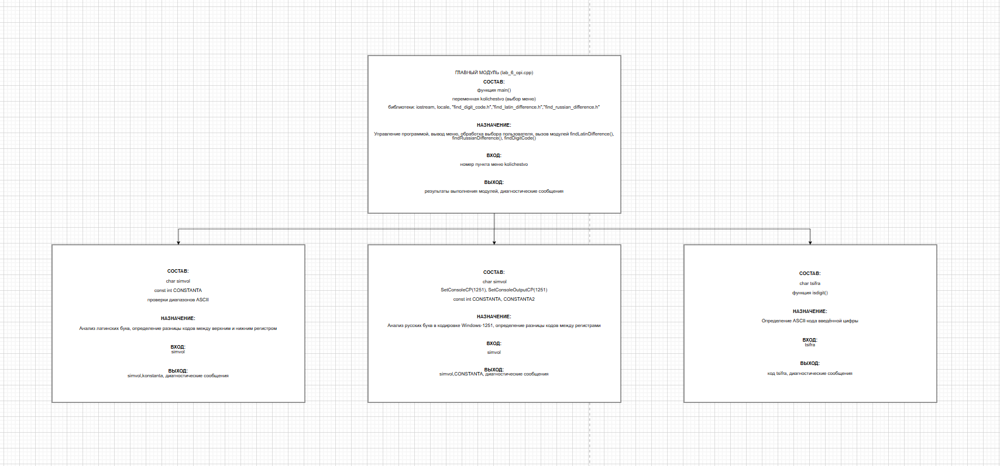 ГЛАВНЫЙ МОДУЛЬ (lab_6_opi.cpp)
СОСТАВ:
функция main()
переменная kolichestvo (выбор меню)
библиотеки: iostream, locale, "find_digit_code.h","find_latin_difference.h","find_russian_difference.h"
НАЗНАЧЕНИЕ:
Управление программой, вывод меню, обработка выбора пользователя, вызов модулей findLatinDifference(),
findRussianDifference(), findDigitCode()
ВХОД:
номер пункта меню kolichestvo
ВЫХОД:
результаты выполнения модулей, диагностические сообщения
СОСТАВ:
char simvol
const int CONSTANTA
проверки диапазонов ASCII
НАЗНАЧЕНИЕ:
Анализ латинских букв, определение разницы кодов между верхним и нижним регистром
ВХОД:
simvol
ВЫХОД:
simvol,konstanta, диагностические сообщения
СОСТАВ:
char simvol
SetConsoleCP(1251), SetConsoleOutputCP(1251)
const int CONSTANTA, CONSTANTA2
НАЗНАЧЕНИЕ:
Анализ русских букв в кодировке Windows-1251, определение разницы кодов между регистрами
ВХОД:
simvol
ВЫХОД:
simvol,CONSTANTA, диагностические сообщения
СОСТАВ:
char tsifra
функция isdigit()
НАЗНАЧЕНИЕ:
Определение ASCII-кода введённой цифры
ВХОД:
tsifra
ВЫХОД:
код tsifra, диагностические сообщения